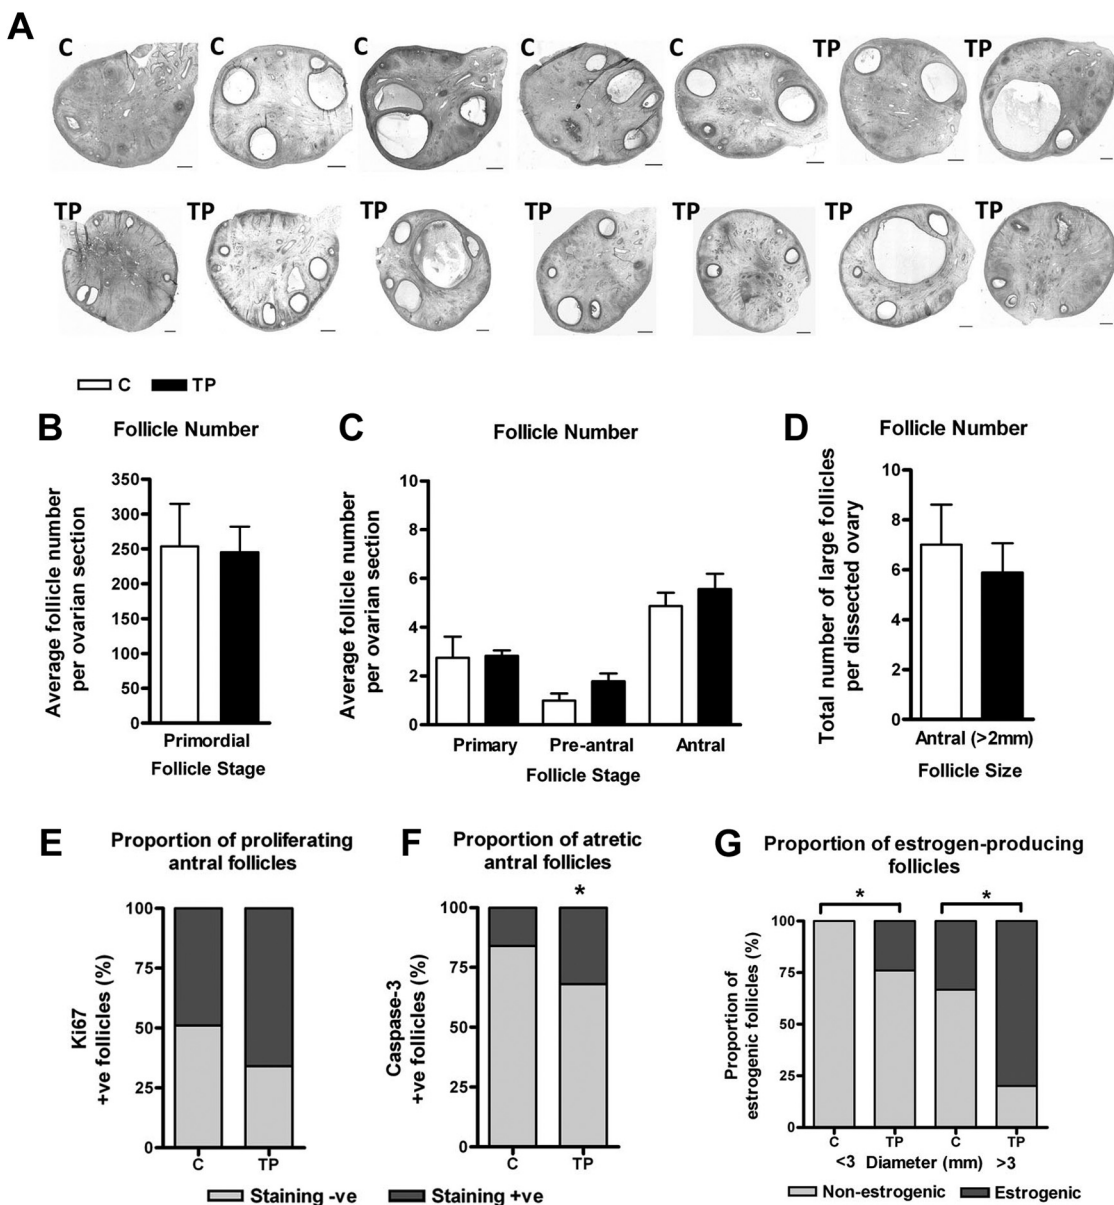 A
C C C C C TP TP
TP TP TP TP TP TP TP
C TP
B
Follicle Number
Average follicle number
per ovarian section
350
300
250
200
150
100
50
0
Primordial
Follicle Stage
C
Follicle Number
Average follicle number
per ovarian section
10
8
6
4
2
0
Primary Pre-antral Antral
Follicle Stage
D
Follicle Number
Total number of large follicles
per dissected ovary
10
8
6
4
2
0
Antral (>2mm)
Follicle Size
E
Proportion of proliferating
antral follicles
Ki67
+ve follicles (%)
100
75
50
25
0
C TP
F
Proportion of atretic
antral follicles
*
Caspase-3
+ve follicles (%)
100
75
50
25
0
C TP
Staining -ve Staining +ve
G
Proportion of estrogen-producing
follicles
* *
Proportion of
estrogenic follicles (%)
100
75
50
25
0
C TP C TP
<3 Diameter (mm) >3
Non-estrogenic Estrogenic